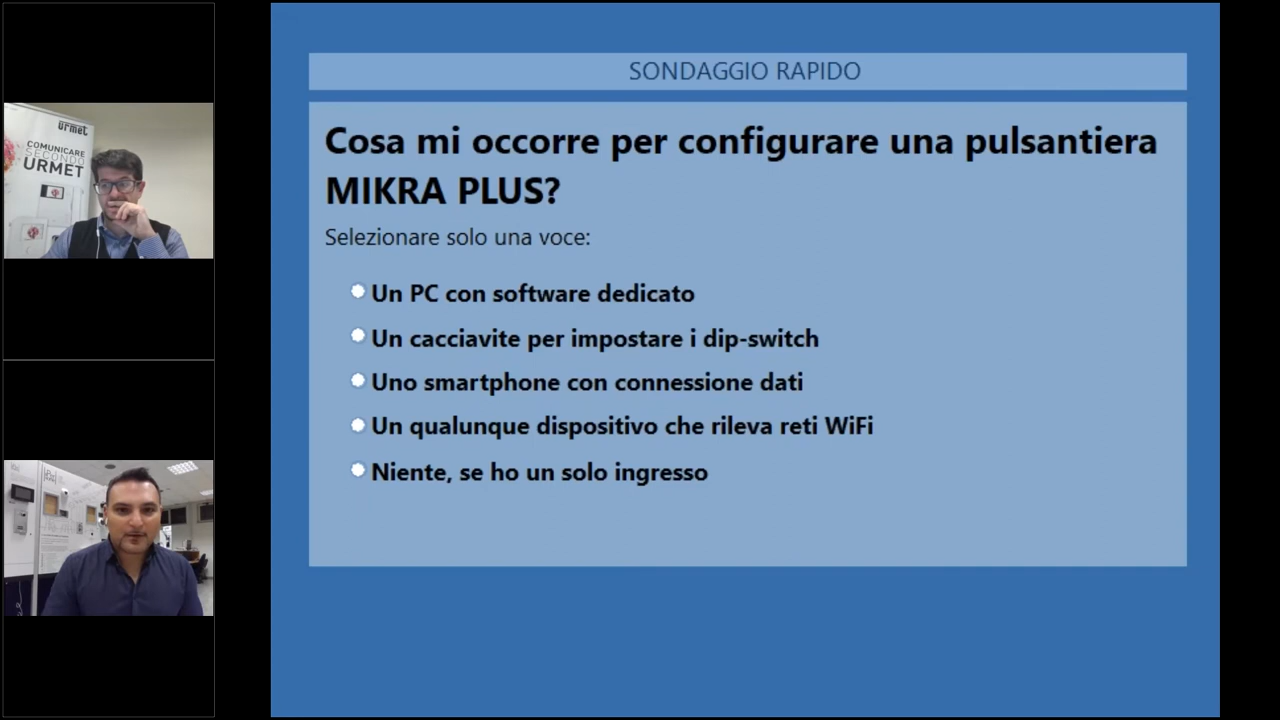 urmet
COMUNICARE
SECONDO
URMET
SONDAGGIO RAPIDO
Cosa mi occorre per configurare una pulsantiera
MIKRA PLUS?
Selezionare solo una voce:
Un PC con software dedicato
Un cacciavite per impostare i dip-switch
Uno smartphone con connessione dati
Un qualunque dispositivo che rileva reti WiFi
Niente, se ho un solo ingresso